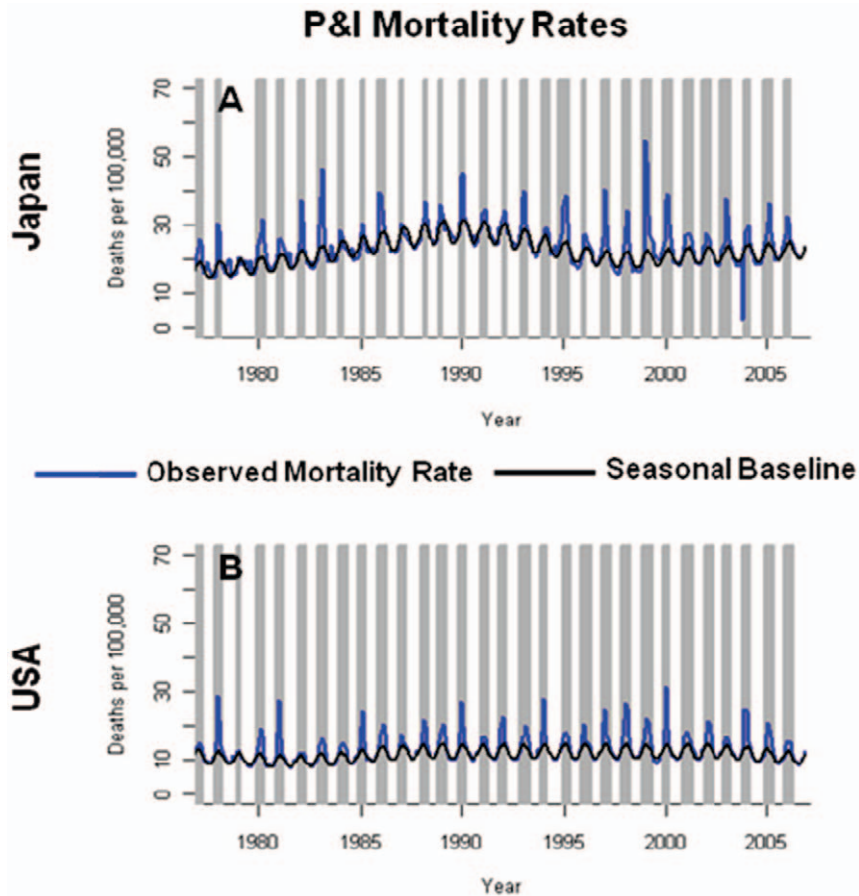 P&I Mortality Rates
Japan
A
Deaths per 100,000
70
50
30
10
0
1980 1985 1990 1995 2000 2005
Year
Observed Mortality Rate Seasonal Baseline
USA
B
Deaths per 100,000
70
50
30
10
0
1980 1985 1990 1995 2000 2005
Year